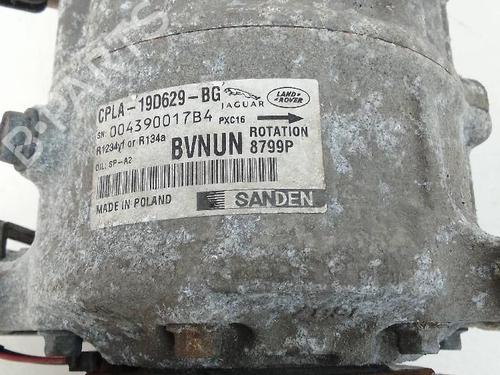 CPLA-19D629-BG
JAGUAR
LAND ROVER
SN: 004390017B4
PXC16
R1234yf or R134a
BVNUN
ROTATION
8799P
OIL: SP-A2
MADE IN POLAND
SANDEN
B-PARTS